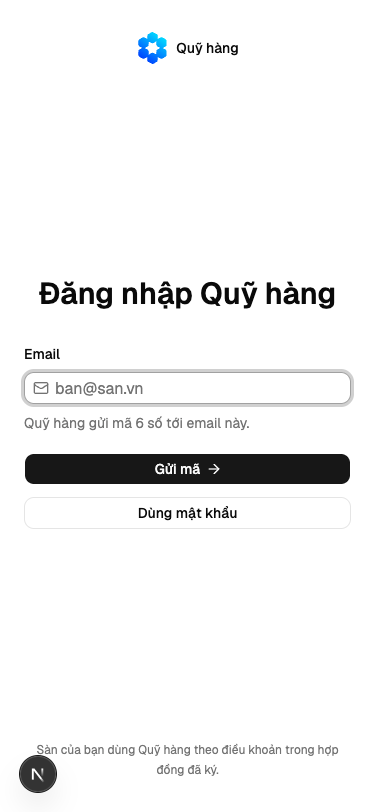 Quỹ hàng
Đăng nhập Quỹ hàng
Email
ban@san.vn
Quỹ hàng gửi mã 6 số tới email này.
Gửi mã
Dùng mật khẩu
Sàn của bạn dùng Quỹ hàng theo điều khoản trong hợp
đồng đã ký.
N